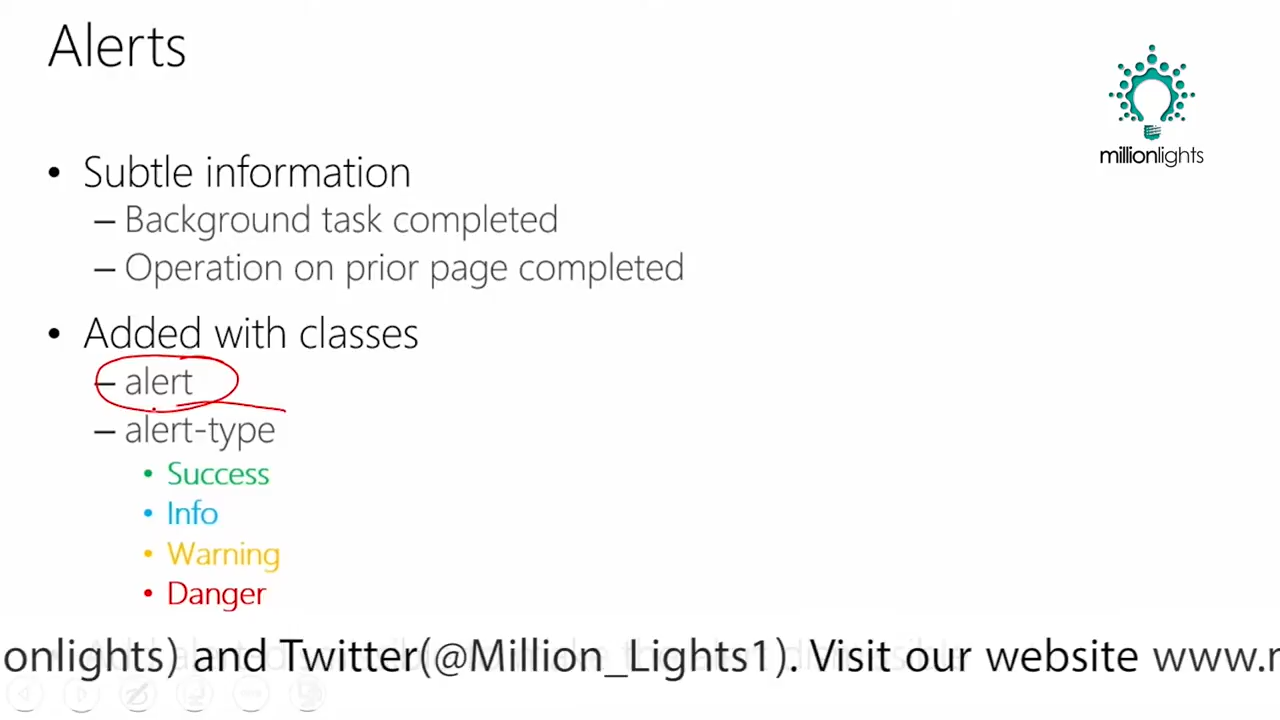 Alerts
millionlights
• Subtle information
– Background task completed
– Operation on prior page completed
• Added with classes
– alert
– alert-type
• Success
• Info
• Warning
• Danger
onlights) and Twitter(@Million_Lights1). Visit our website www.